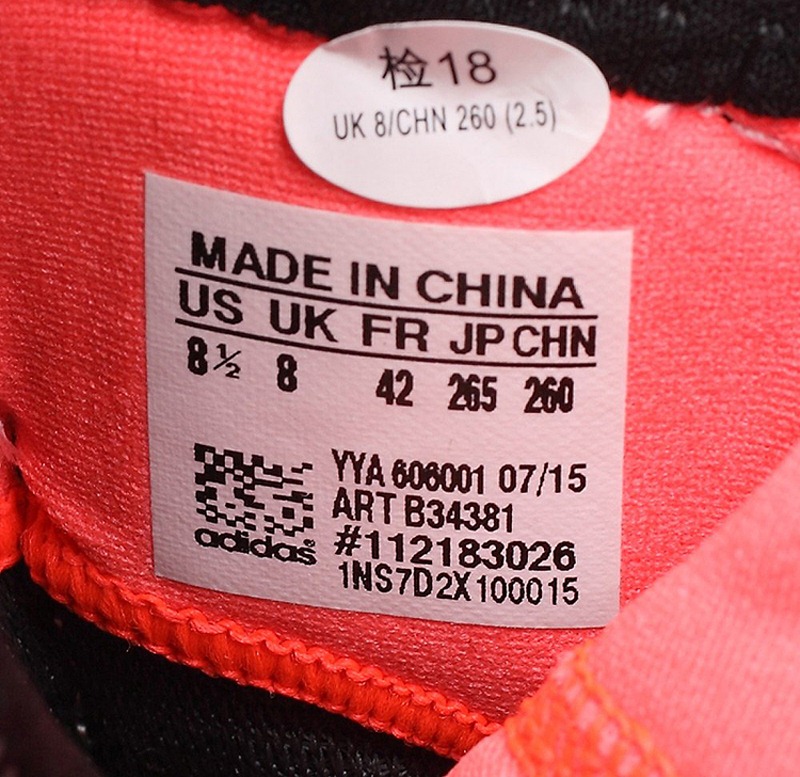 检18
UK 8/CHN 260 (2.5)
MADE IN CHINA
US UK FR JP CHN
8½ 8 42 265 260
YYA 606001 07/15
ART B34381
#112183026
adidas®
1NS7D2X100015